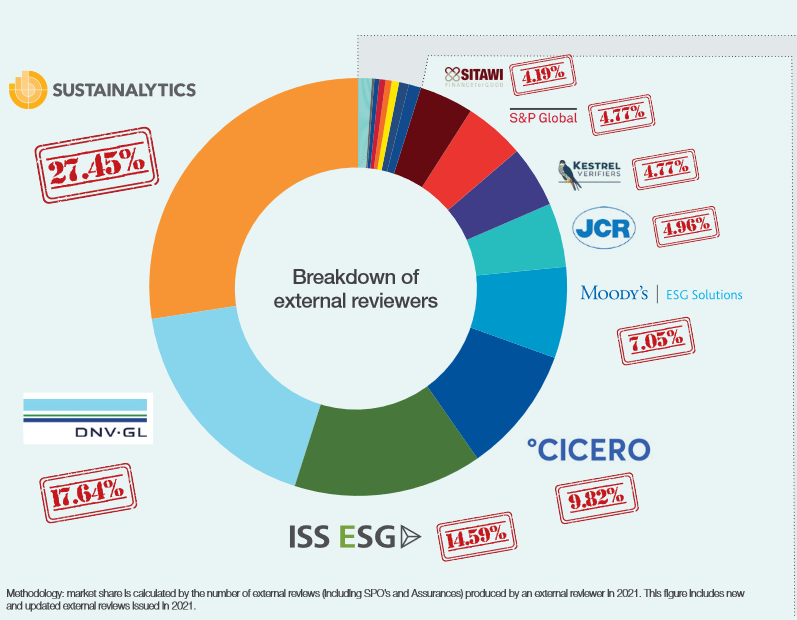 SUSTAINALYTICS
27.45%
SITAWI
FINANCE for GOOD
4.19%
S&P Global
4.77%
KESTREL
VERIFIERS
4.77%
JCR
4.96%
MOODY'S | ESG Solutions
7.05%
Breakdown of
external reviewers
DNV·GL
17.64%
°CICERO
9.82%
ISS ESG
14.59%
Methodology: market share is calculated by the number of external reviews (including SPO's and Assurances) produced by an external reviewer in 2021. This figure includes new
and updated external reviews issued in 2021.